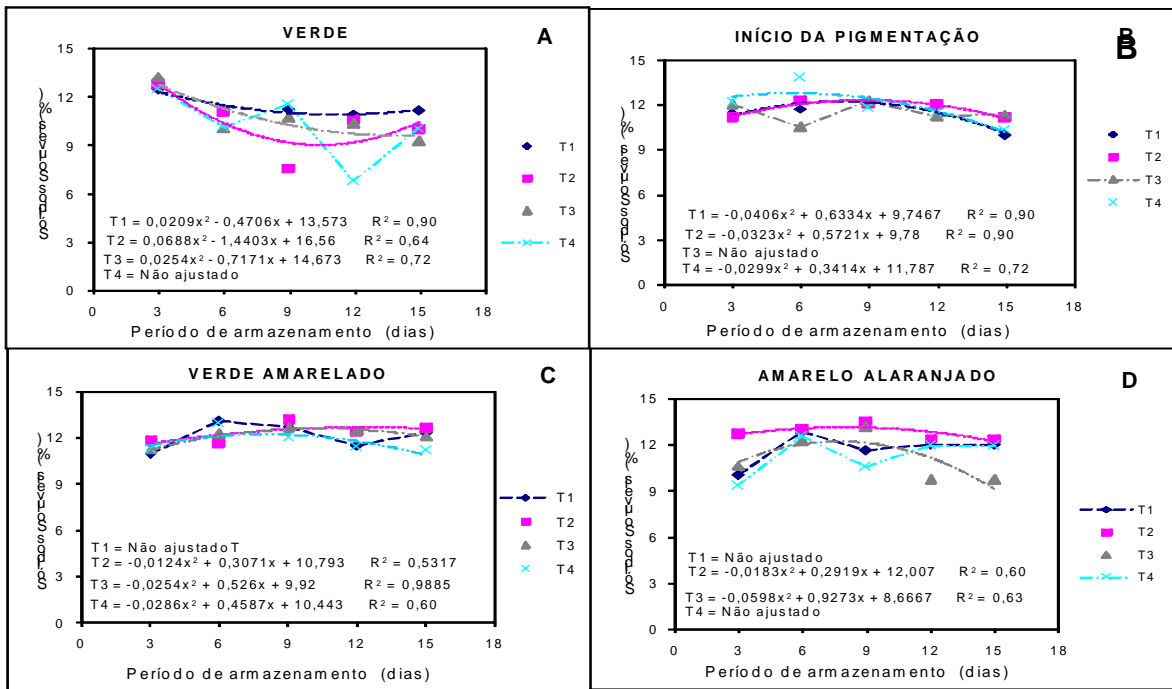 VERDE
A
15
12
9
6
3
0
Sólidos Solúveis (%)
T1
T2
T3
T4
T1 = 0,0209x² - 0,4706x + 13,573 R² = 0,90
T2 = 0,0688x² - 1,4403x + 16,56 R² = 0,64
T3 = 0,0254x² - 0,7171x + 14,673 R² = 0,72
T4 = Não ajustado
0 3 6 9 12 15 18
Período de armazenamento (dias)
INÍCIO DA PIGMENTAÇÃO
B
B
15
12
9
6
3
0
Sólidos Solúveis (%)
T1
T2
T3
T4
T1 = -0,0406x² + 0,6334x + 9,7467 R² = 0,90
T2 = -0,0323x² + 0,5721x + 9,78 R² = 0,90
T3 = Não ajustado
T4 = -0,0299x² + 0,3414x + 11,787 R² = 0,72
0 3 6 9 12 15 18
Período de armazenamento (dias)
VERDE AMARELADO
C
15
12
9
6
3
0
Sólidos Solúveis (%)
T1
T2
T3
T4
T1 = Não ajustadoT
T2 = -0,0124x² + 0,3071x + 10,793 R² = 0,5317
T3 = -0,0254x² + 0,526x + 9,92 R² = 0,9885
T4 = -0,0286x² + 0,4587x + 10,443 R² = 0,60
0 3 6 9 12 15 18
Período de armazenamento (dias)
AMARELO ALARANJADO
D
15
12
9
6
3
0
Sólidos Solúveis (%)
T1
T2
T3
T4
T1 = Não ajustado
T2 = -0,0183x² + 0,2919x + 12,007 R² = 0,60
T3 = -0,0598x² + 0,9273x + 8,6667 R² = 0,63
T4 = Não ajustado
0 3 6 9 12 15 18
Período de armazenamento (dias)